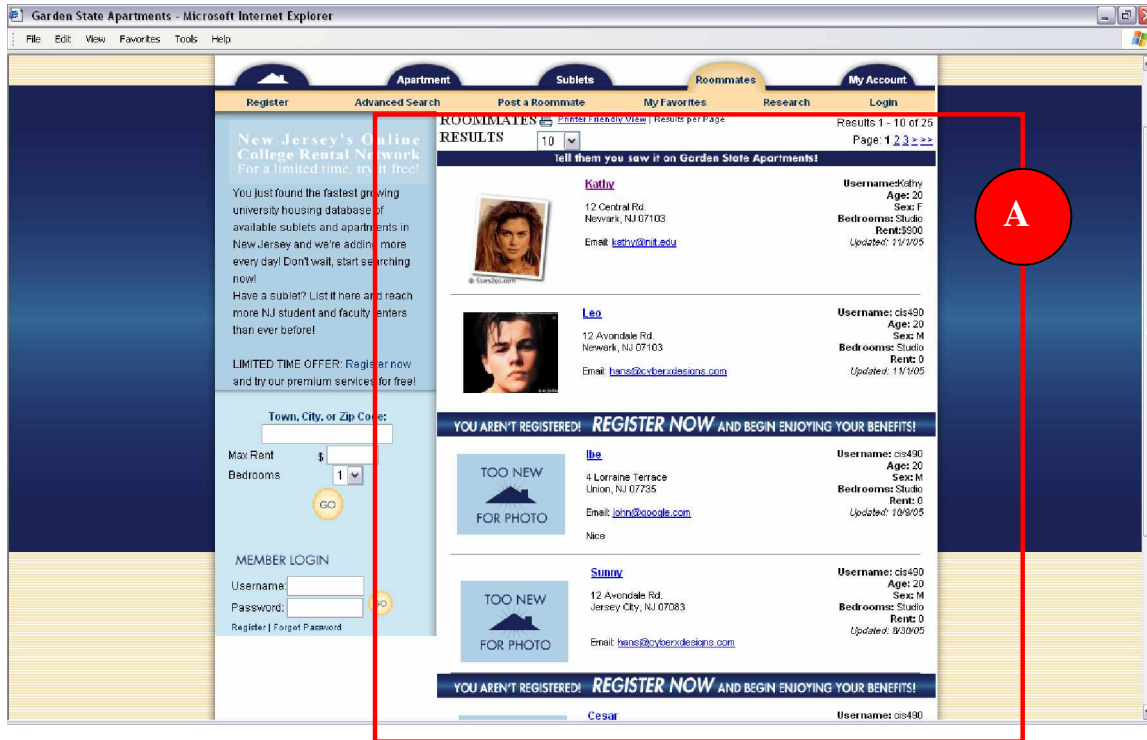 Garden State Apartments - Microsoft Internet Explorer
File Edit View Favorites Tools Help
Apartment Sublets Roommates My Account
Register Advanced Search Post a Roommate My Favorites Research Login
New Jersey's Online
College Rental Network
For a limited time, try it free!
You just found the fastest growing
university housing database of
available sublets and apartments in
New Jersey and we're adding more
every day! Don't wait, start searching
now!
Have a sublet? List it here and reach
more NJ student and faculty renters
than ever before!
LIMITED TIME OFFER: Register now
and try our premium services for free!
Town, City, or Zip Code:
Max Rent $
Bedrooms 1
GO
MEMBER LOGIN
Username:
Password:
GO
Register | Forgot Password
ROOMMATES Printer Friendly View | Results per Page
RESULTS 10
Results 1 - 10 of 25
Page: 1 2 3 > >>
Tell them you saw it on Garden State Apartments!
Kathy
12 Central Rd.
Newark, NJ 07103
Email: kathy@njit.edu
© Stars2go.com
Username:Kathy
Age: 20
Sex: F
Bedrooms: Studio
Rent:$900
Updated: 11/1/05
A
Leo
12 Avondale Rd.
Newark, NJ 07103
Email: hans@cyberxdesigns.com
Username: cis490
Age: 20
Sex: M
Bedrooms: Studio
Rent: 0
Updated: 11/1/05
YOU AREN'T REGISTERED! REGISTER NOW AND BEGIN ENJOYING YOUR BENEFITS!
TOO NEW
FOR PHOTO
Ibe
4 Lorraine Terrace
Union, NJ 07735
Email: john@google.com
Nice
Username: cis490
Age: 20
Sex: M
Bedrooms: Studio
Rent: 0
Updated: 10/9/05
TOO NEW
FOR PHOTO
Sunny
12 Avondale Rd.
Jersey City, NJ 07083
Email: hans@cyberxdesigns.com
Username: cis490
Age: 20
Sex: M
Bedrooms: Studio
Rent: 0
Updated: 8/30/05
YOU AREN'T REGISTERED! REGISTER NOW AND BEGIN ENJOYING YOUR BENEFITS!
Cesar
Username: cis490